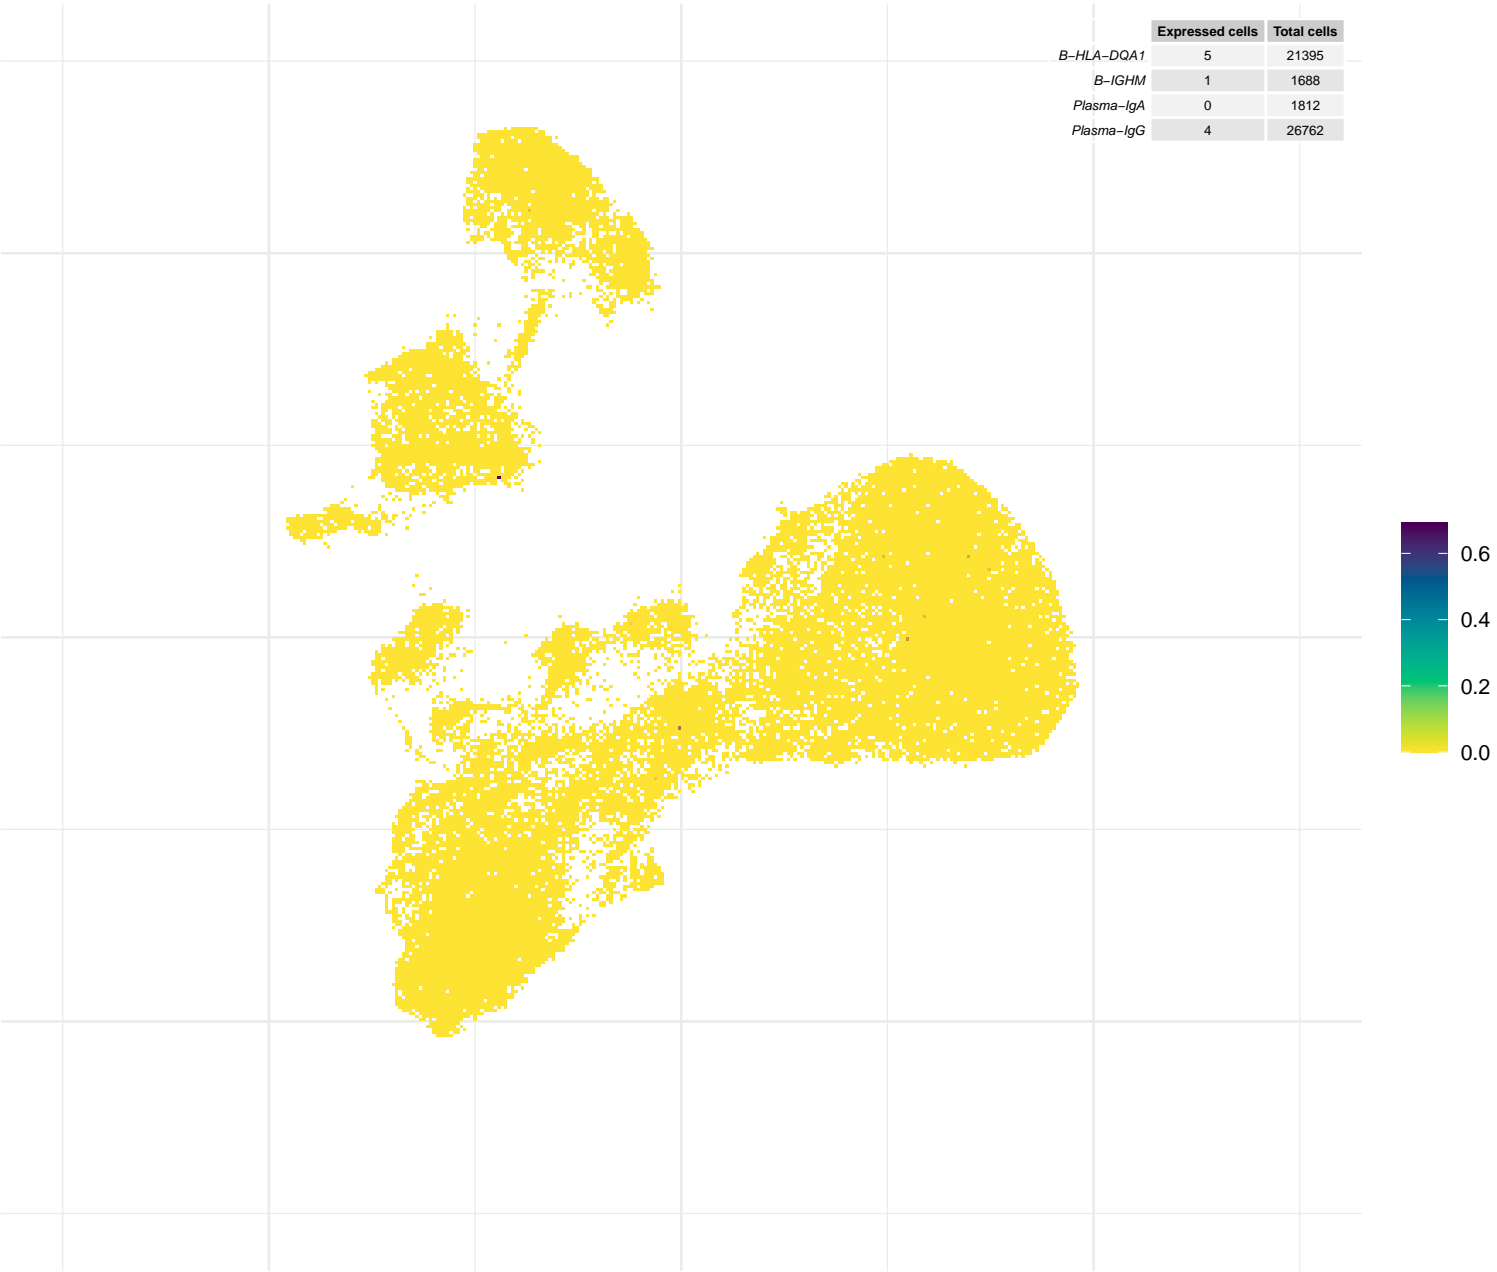 Expressed cells Total cells
B−HLA−DQA1 5 21395
B−IGHM 1 1688
Plasma−IgA 0 1812
Plasma−IgG 4 26762
0.6
0.4
0.2
0.0